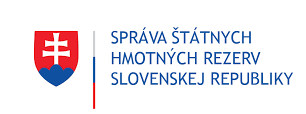 SPRÁVA ŠTÁTNYCH
HMOTNÝCH REZERV
SLOVENSKEJ REPUBLIKY